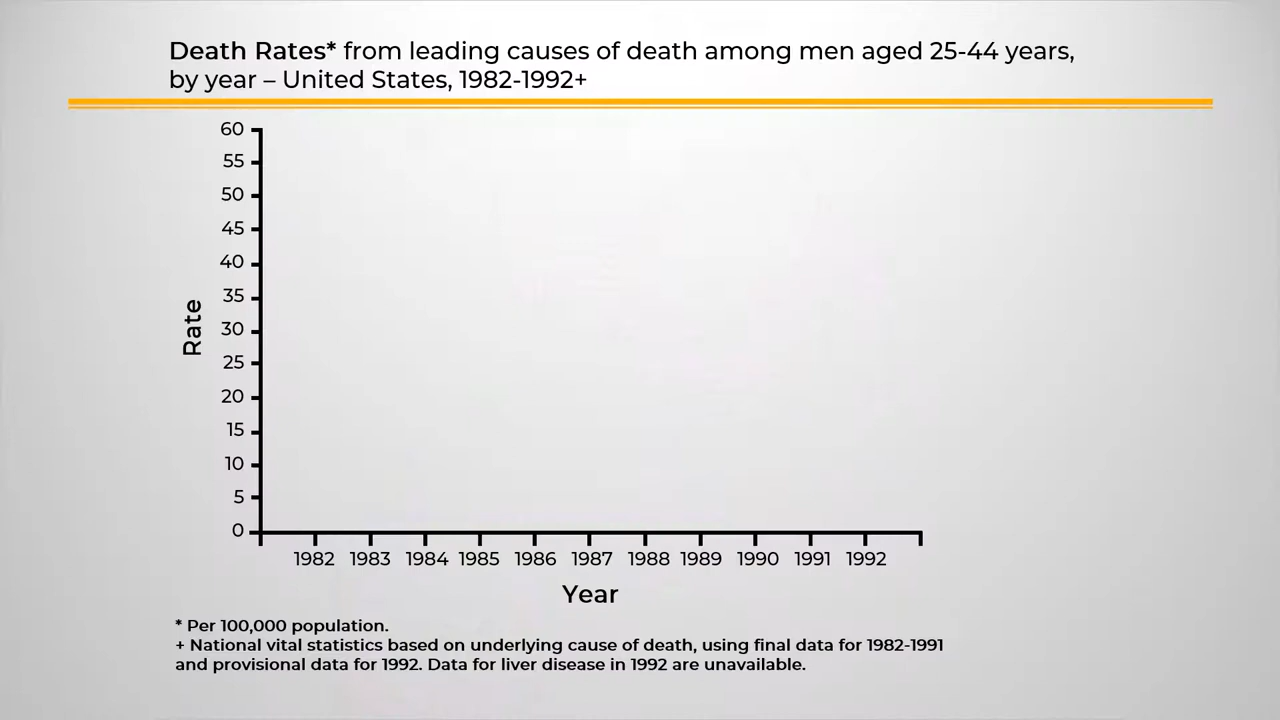 Death Rates* from leading causes of death among men aged 25-44 years,
by year – United States, 1982-1992+
60
55
50
45
40
35
30
25
20
15
10
5
0
Rate
1982 1983 1984 1985 1986 1987 1988 1989 1990 1991 1992
Year
* Per 100,000 population.
+ National vital statistics based on underlying cause of death, using final data for 1982-1991
and provisional data for 1992. Data for liver disease in 1992 are unavailable.